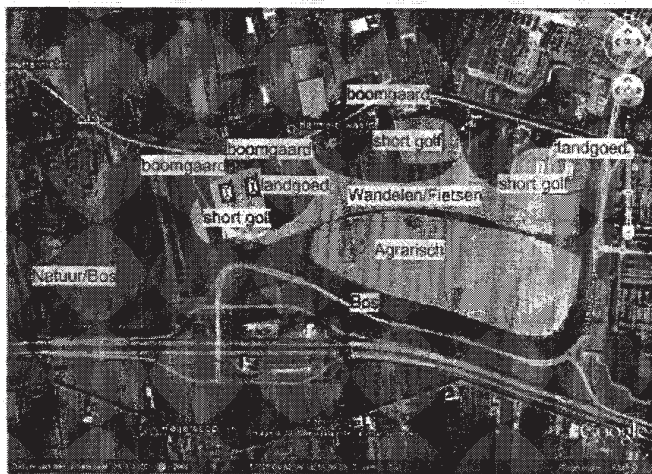 boomgaard
short golf
boomgaard
landgoed
boomgaard
landgoed
short golf
Wandelen/Fietsen
short golf
Agrarisch
Natuur/Bos
Bos
Google